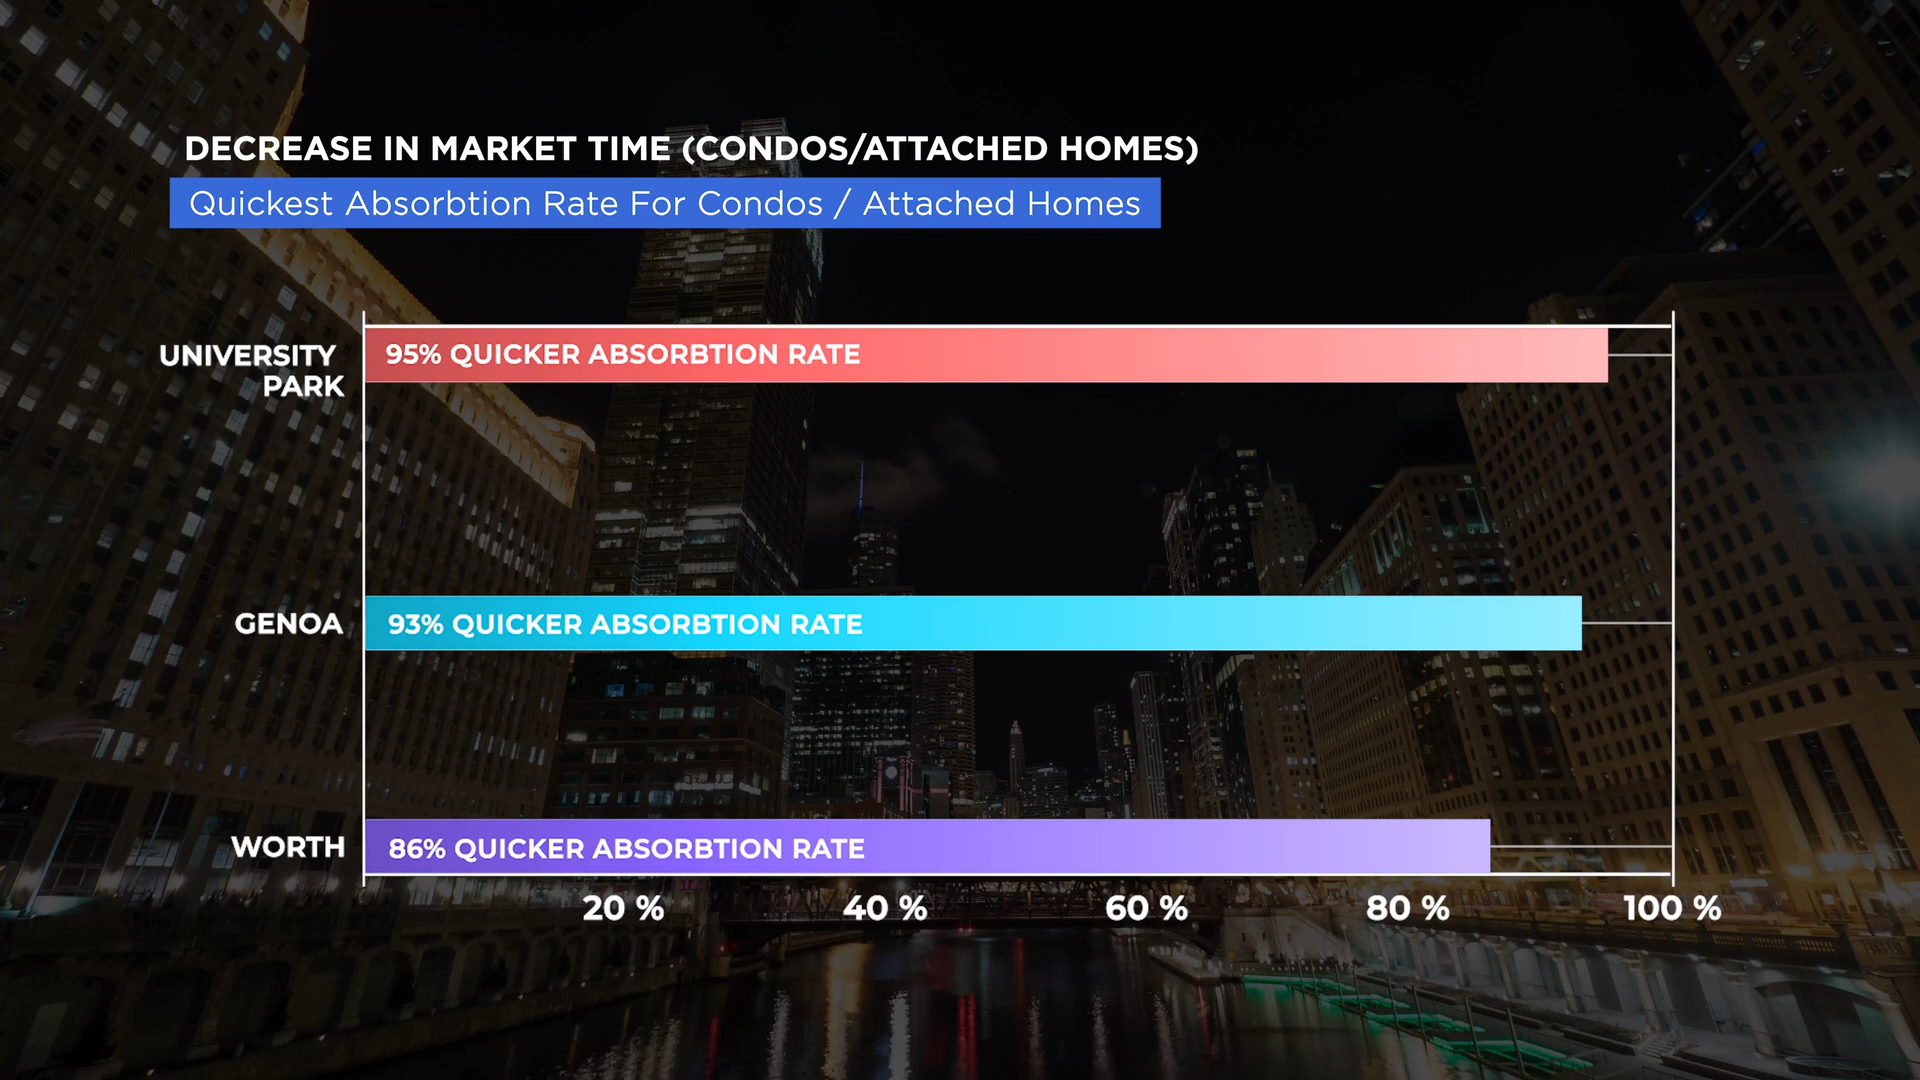 DECREASE IN MARKET TIME (CONDOS/ATTACHED HOMES)
Quickest Absorbtion Rate For Condos / Attached Homes
UNIVERSITY
PARK
95% QUICKER ABSORBTION RATE
GENOA
93% QUICKER ABSORBTION RATE
WORTH
86% QUICKER ABSORBTION RATE
20 % 40 % 60 % 80 % 100 %